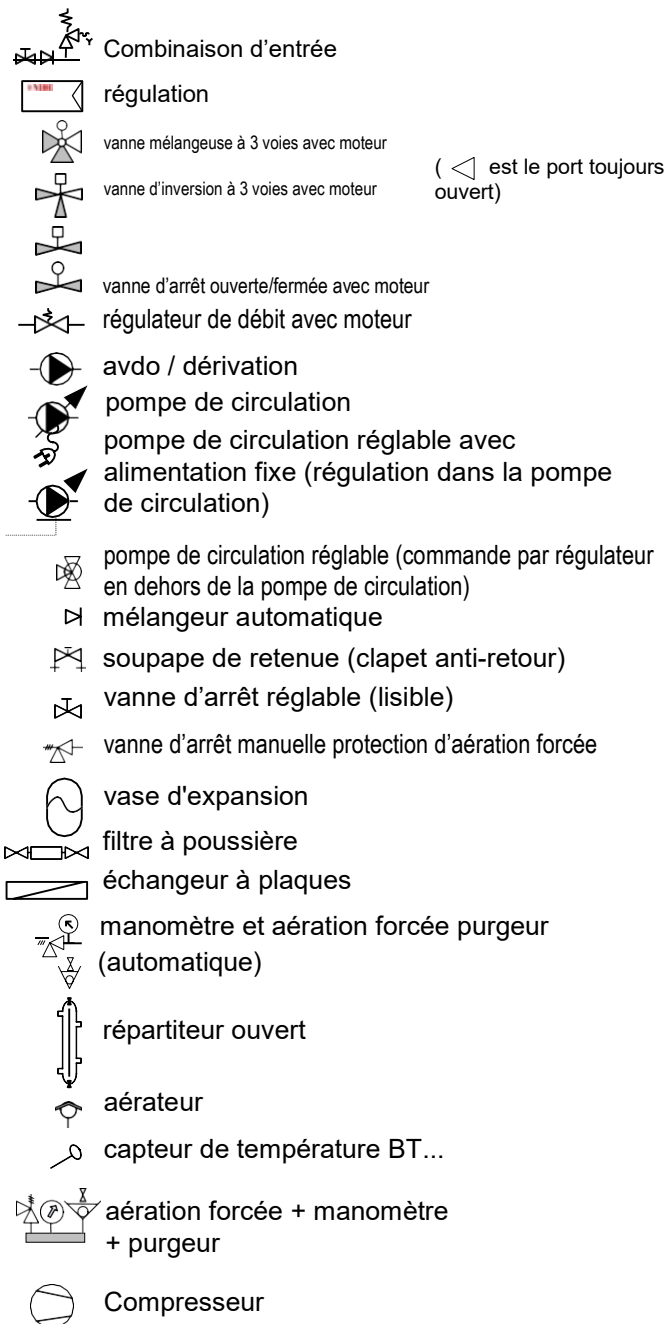 Combinaison d’entrée
régulation
vanne mélangeuse à 3 voies avec moteur
vanne d’inversion à 3 voies avec moteur
( ◁ est le port toujours
ouvert)
vanne d’arrêt ouverte/fermée avec moteur
régulateur de débit avec moteur
avdo / dérivation
pompe de circulation
pompe de circulation réglable avec
alimentation fixe (régulation dans la pompe
de circulation)
pompe de circulation réglable (commande par régulateur
en dehors de la pompe de circulation)
mélangeur automatique
soupape de retenue (clapet anti-retour)
vanne d’arrêt réglable (lisible)
vanne d’arrêt manuelle protection d’aération forcée
vase d'expansion
filtre à poussière
échangeur à plaques
manomètre et aération forcée purgeur
(automatique)
répartiteur ouvert
aérateur
capteur de température BT...
aération forcée + manomètre
+ purgeur
Compresseur